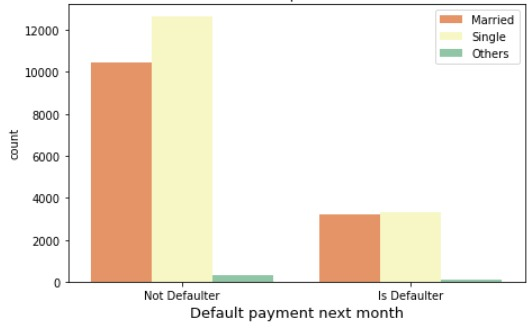 Married
Single
Others
12000
10000
8000
6000
4000
2000
0
count
Not Defaulter
Is Defaulter
Default payment next month